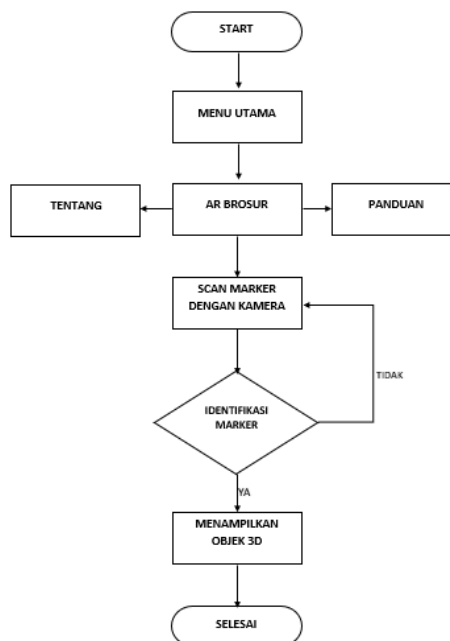 START
MENU UTAMA
TENTANG
AR BROSUR
PANDUAN
SCAN MARKER
DENGAN KAMERA
TIDAK
IDENTIFIKASI
MARKER
YA
MENAMPILKAN
OBJEK 3D
SELESAI